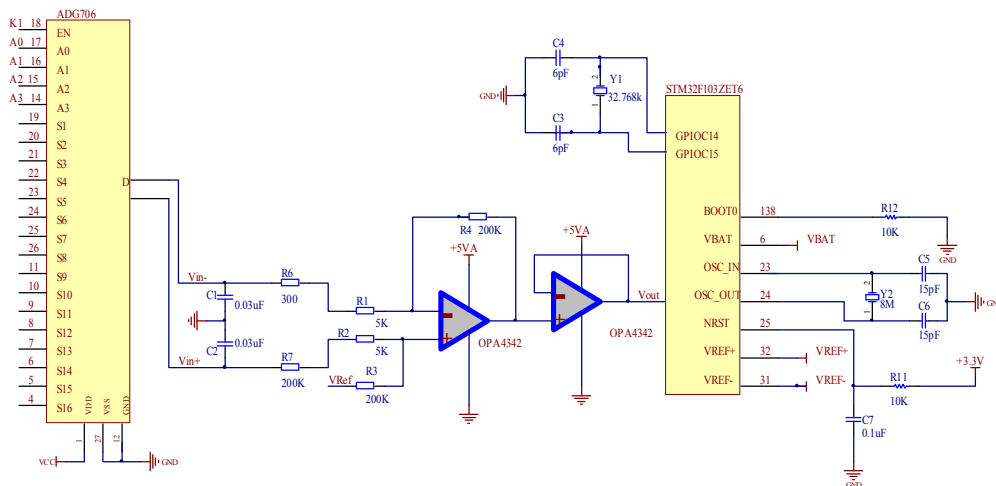 ADG706
K1 18 EN
A0 17 A0
A1 16 A1
A2 15 A2
A3 14 A3
19 S1
20 S2
21 S3
22 S4 D
23 S5
24 S6
25 S7
26 S8
11 S9
10 S10
9 S11
8 S12
7 S13
6 S14
5 S15
4 S16
VDD VSS GND
1 27 12
VCC GND
Vin-
C1 0.03uF
C2 0.03uF
Vin+
R6
300
R7
200K
R1
5K
R2
5K
VRef
R3
200K
R4 200K
+5VA
OPA4342
+5VA
OPA4342
Vout
C4
6pF
GND
2
Y1
32.768k
1
C3
6pF
STM32F103ZET6
GPIOC14
GPIOC15
BOOT0 138
R12
10K
GND
VBAT 6 VBAT
OSC_IN 23
C5
15pF
2
Y2
8M
1
OSC_OUT 24
C6
15pF
NRST 25
VREF+ 32 VREF+
VREF- 31 VREF-
+3.3V
R11
10K
C7
0.1uF
GND